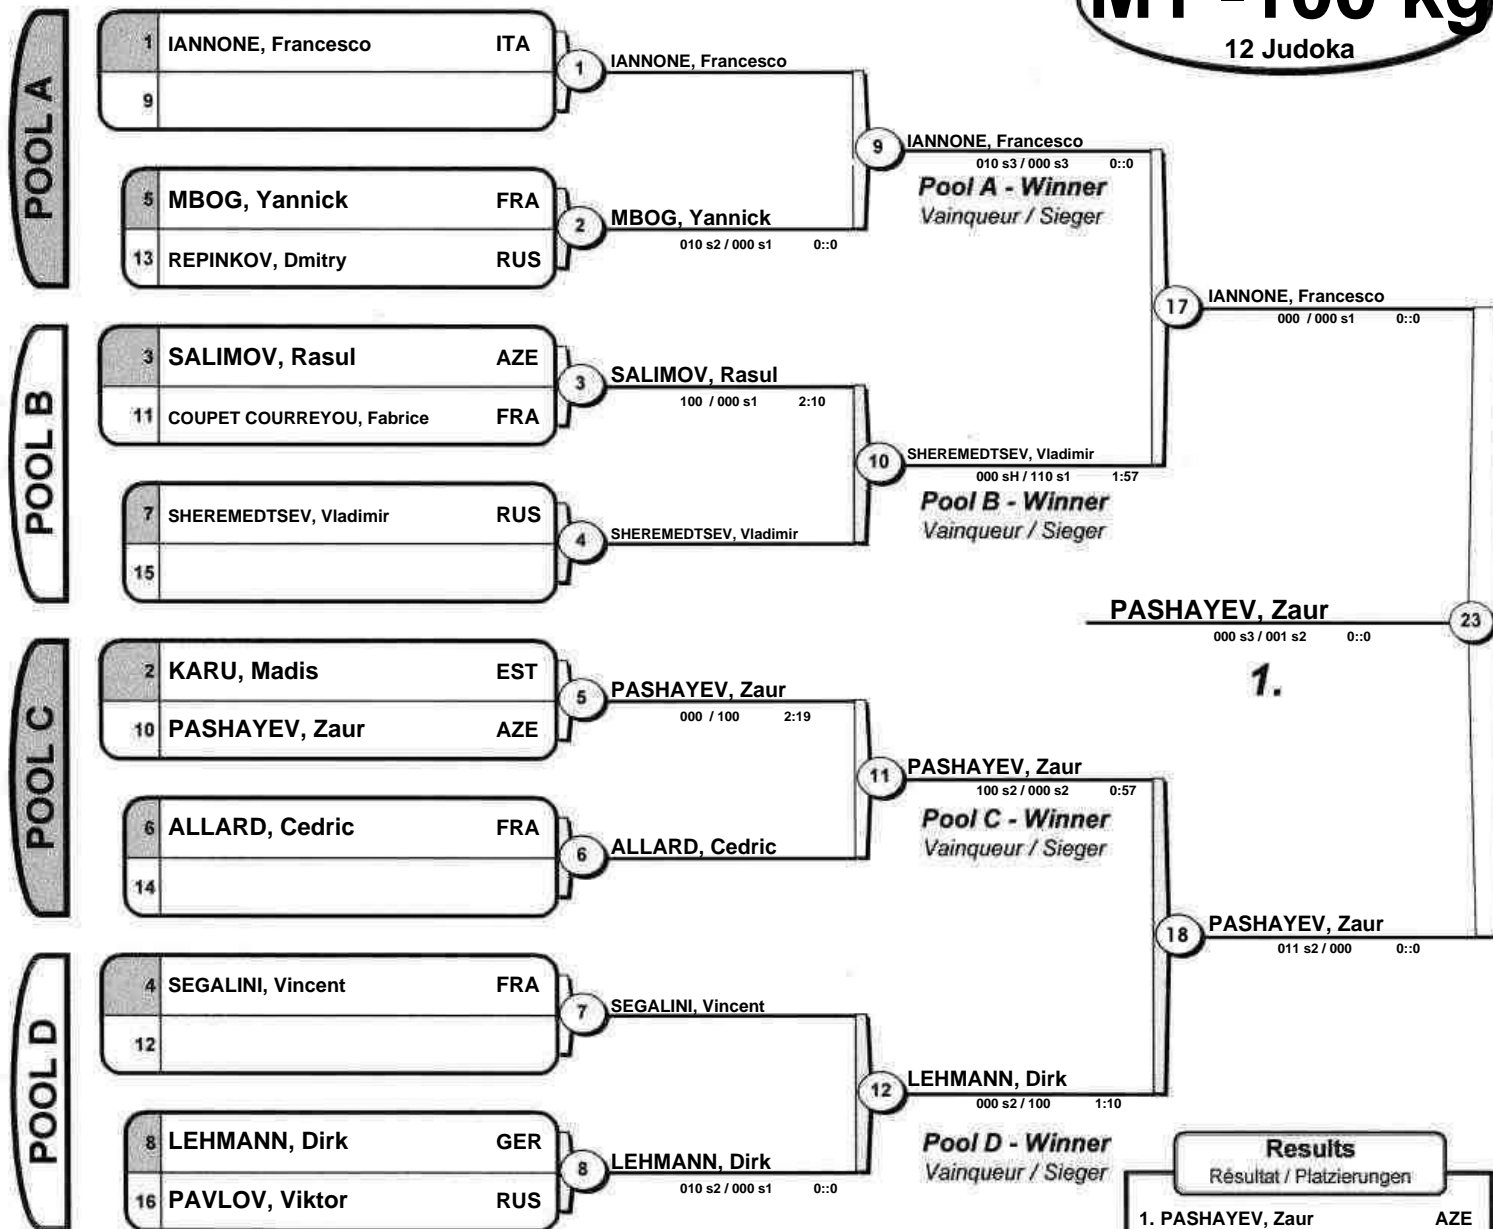 M1 -100 kg
12 Judoka
POOL A
1 IANNONE, Francesco ITA
9
5 MBOG, Yannick FRA
13 REPINKOV, Dmitry RUS
1 IANNONE, Francesco
2 MBOG, Yannick
010 s2 / 000 s1 0::0
9 IANNONE, Francesco
010 s3 / 000 s3 0::0
Pool A - Winner
Vainqueur / Sieger
POOL B
3 SALIMOV, Rasul AZE
11 COUPET COURREYOU, Fabrice FRA
7 SHEREMEDTSEV, Vladimir RUS
15
3 SALIMOV, Rasul
100 / 000 s1 2:10
4 SHEREMEDTSEV, Vladimir
10 SHEREMEDTSEV, Vladimir
000 sH / 110 s1 1:57
Pool B - Winner
Vainqueur / Sieger
17 IANNONE, Francesco
000 / 000 s1 0::0
PASHAYEV, Zaur 23
000 s3 / 001 s2 0::0
1.
POOL C
2 KARU, Madis EST
10 PASHAYEV, Zaur AZE
6 ALLARD, Cedric FRA
14
5 PASHAYEV, Zaur
000 / 100 2:19
6 ALLARD, Cedric
11 PASHAYEV, Zaur
100 s2 / 000 s2 0:57
Pool C - Winner
Vainqueur / Sieger
18 PASHAYEV, Zaur
011 s2 / 000 0::0
POOL D
4 SEGALINI, Vincent FRA
12
8 LEHMANN, Dirk GER
16 PAVLOV, Viktor RUS
7 SEGALINI, Vincent
8 LEHMANN, Dirk
010 s2 / 000 s1 0::0
12 LEHMANN, Dirk
000 s2 / 100 1:10
Pool D - Winner
Vainqueur / Sieger
Results
Résultat / Platzierungen
1. PASHAYEV, Zaur AZE